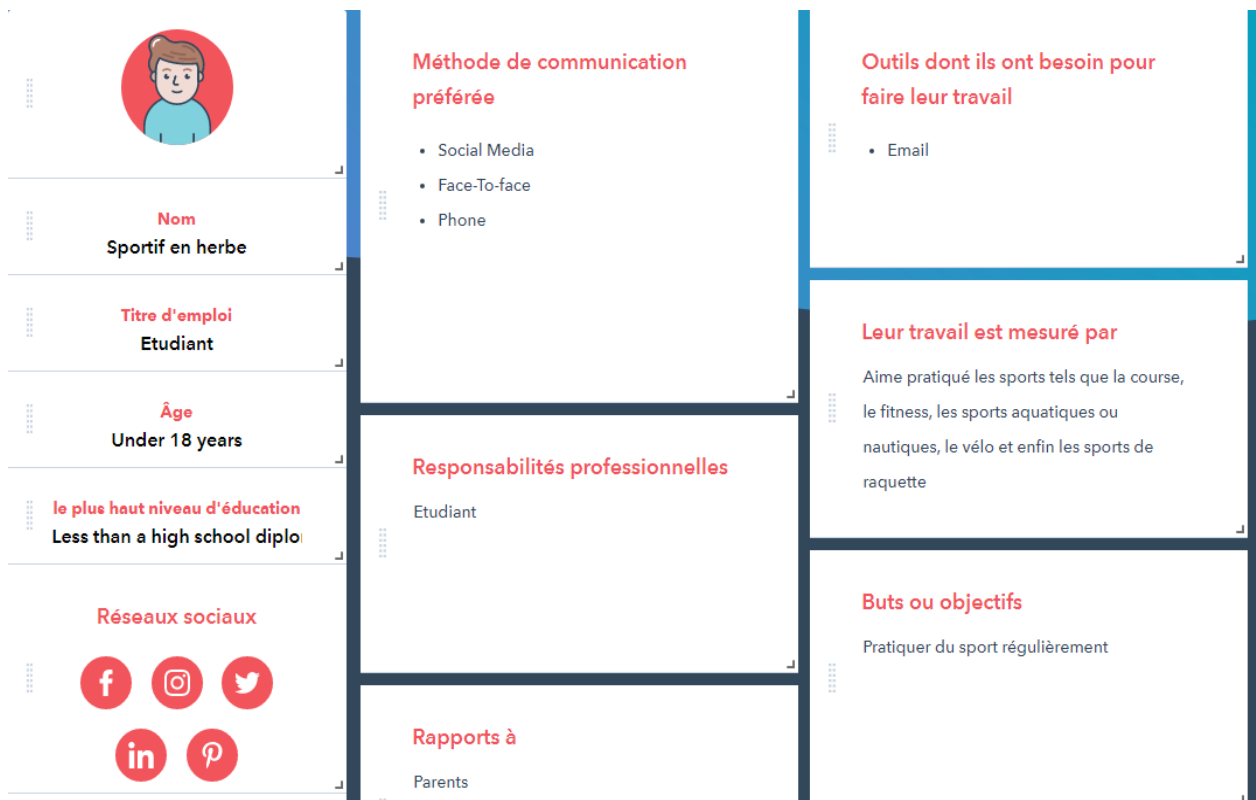 Nom
Sportif en herbe
Titre d'emploi
Etudiant
Âge
Under 18 years
le plus haut niveau d'éducation
Less than a high school diplo
Réseaux sociaux
Méthode de communication
préférée
• Social Media
• Face-To-face
• Phone
Responsabilités professionnelles
Etudiant
Rapports à
Parents
Outils dont ils ont besoin pour
faire leur travail
• Email
Leur travail est mesuré par
Aime pratiqué les sports tels que la course,
le fitness, les sports aquatiques ou
nautiques, le vélo et enfin les sports de
raquette
Buts ou objectifs
Pratiquer du sport régulièrement